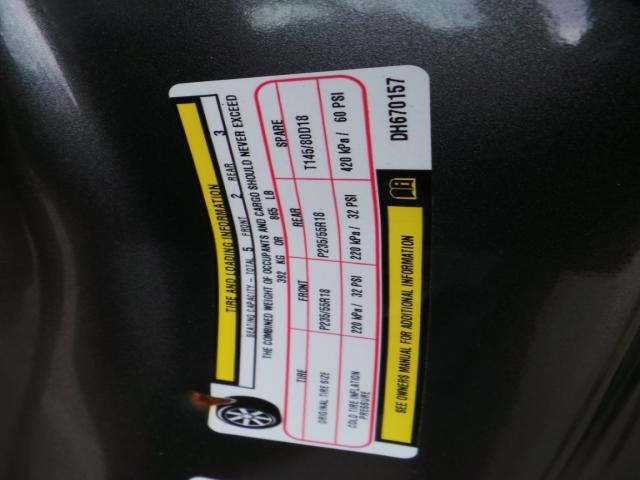 TIRE AND LOADING INFORMATION
SEATING CAPACITY - TOTAL 5 FRONT 2 REAR 3
THE COMBINED WEIGHT OF OCCUPANTS AND CARGO SHOULD NEVER EXCEED
392 KG OR 865 LB
TIRE FRONT REAR SPARE
ORIGINAL TIRE SIZE P235/55R18 P235/55R18 T145/80D18
COLD TIRE INFLATION PRESSURE 220 kPa/ 32 PSI 220 kPa/ 32 PSI 420 kPa/ 60 PSI
SEE OWNERS MANUAL FOR ADDITIONAL INFORMATION
DH670157